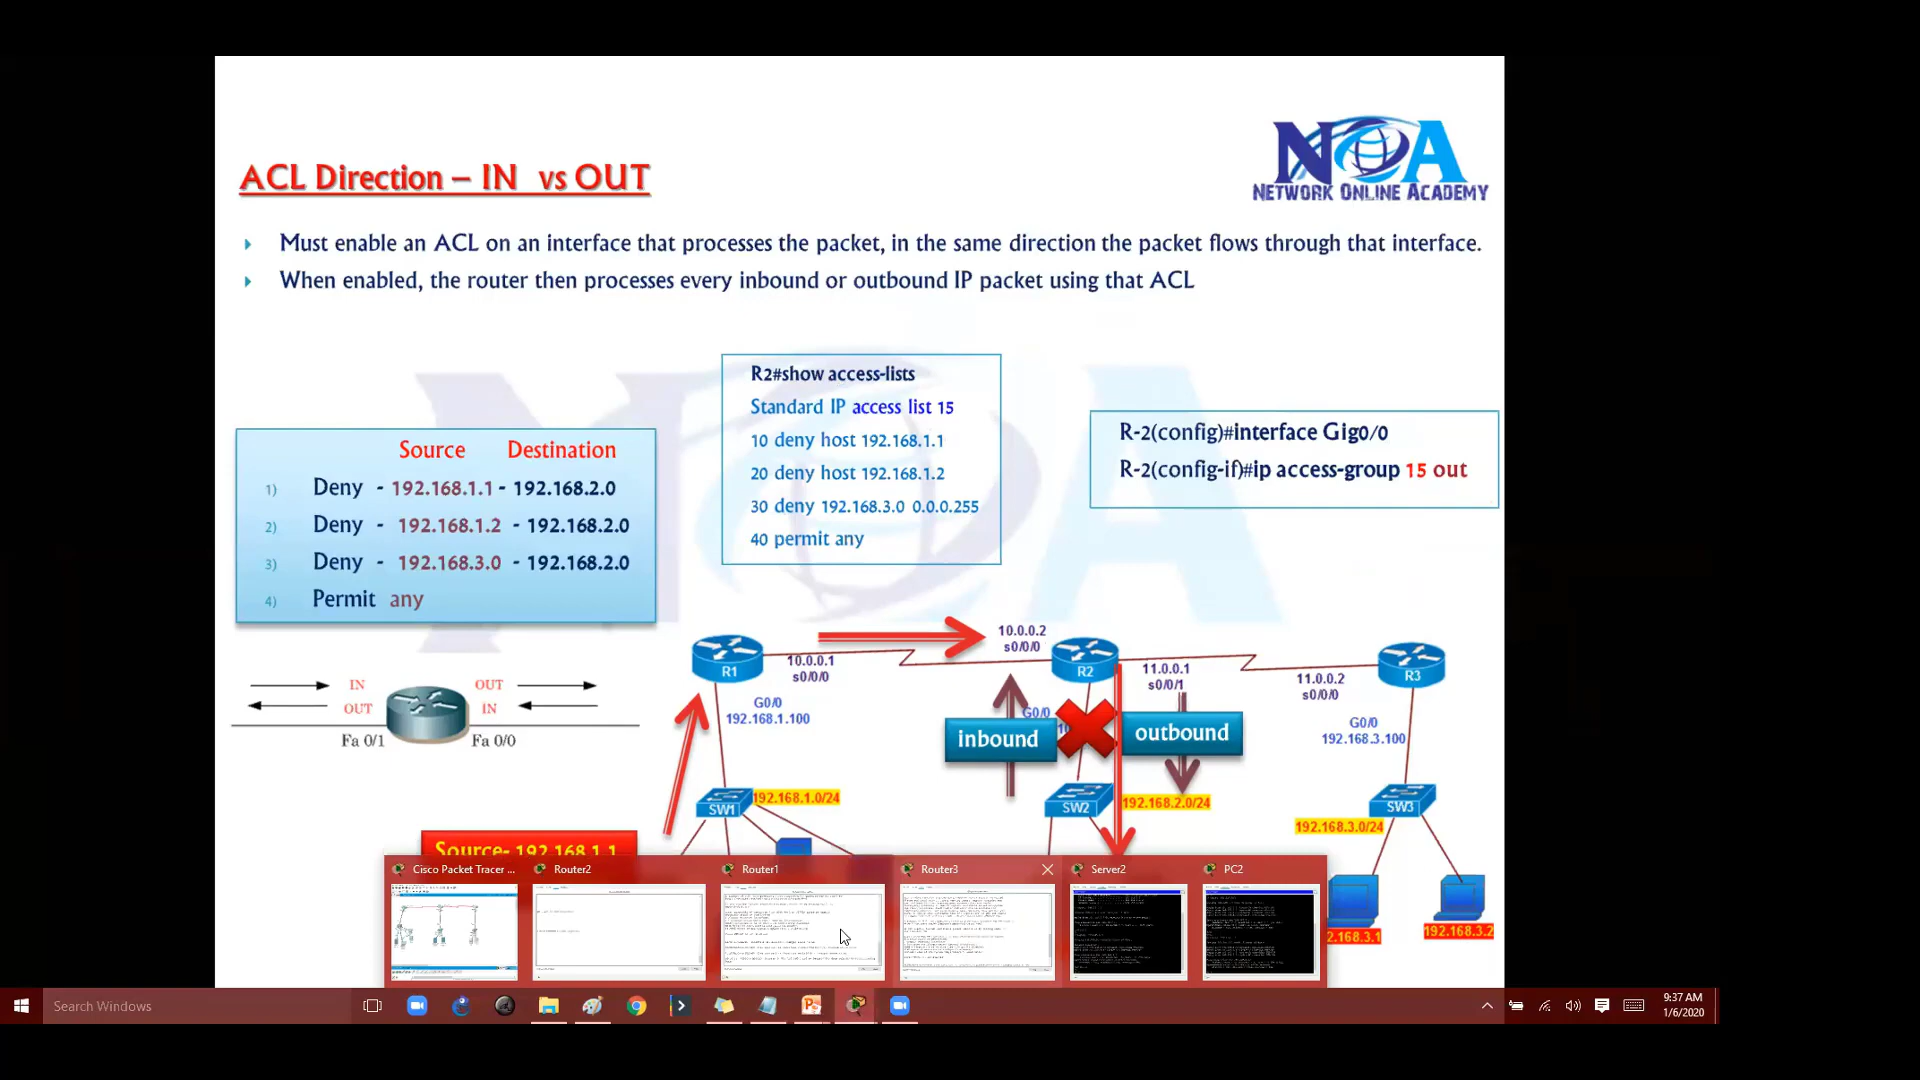 NOA
NETWORK ONLINE ACADEMY
ACL Direction – IN vs OUT
Must enable an ACL on an interface that processes the packet, in the same direction the packet flows through that interface.
When enabled, the router then processes every inbound or outbound IP packet using that ACL
R2#show access-lists
Standard IP access list 15
10 deny host 192.168.1.1
20 deny host 192.168.1.2
30 deny 192.168.3.0 0.0.0.255
40 permit any
R-2(config)#interface Gig0/0
R-2(config-if)#ip access-group 15 out
Source Destination
1) Deny - 192.168.1.1 - 192.168.2.0
2) Deny - 192.168.1.2 - 192.168.2.0
3) Deny - 192.168.3.0 - 192.168.2.0
4) Permit any
IN OUT
OUT IN
Fa 0/1 Fa 0/0
R1
10.0.0.1
s0/0/0
10.0.0.2
s0/0/0
R2
11.0.0.1
s0/0/1
11.0.0.2
s0/0/0
R3
G0/0
192.168.1.100
G0/0
inbound
outbound
G0/0
192.168.3.100
SW1
192.168.1.0/24
SW2
192.168.2.0/24
SW3
192.168.3.0/24
Source- 192.168.1.1
192.168.3.2
Cisco Packet Tracer ...
Router2
Router1
Router3
Server2
PC2
Search Windows
9:37 AM
1/6/2020